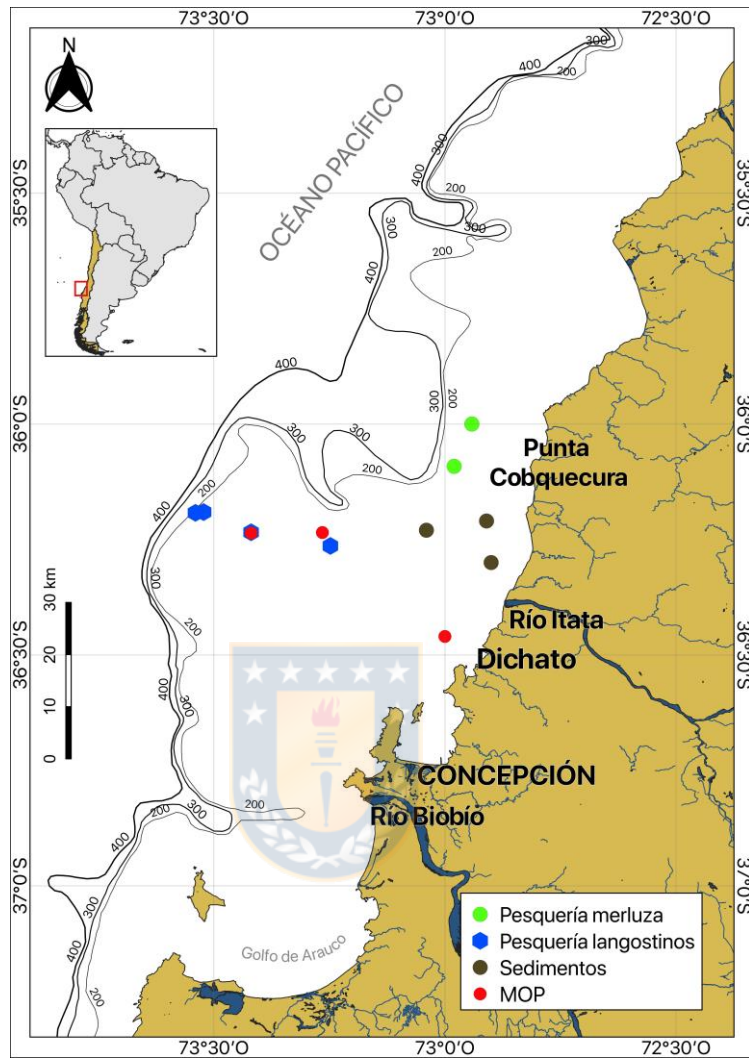 73°30'O 73°0'O 72°30'O
N
OCÉANO PACÍFICO
300
400
200
300
400
200
300
300
200
400
400
200
300
300
300
200
200
400
300
200
400
300
200
300
400
200
400
300
200
35°30'S 35°30'S
36°0'S 36°0'S
36°30'S 36°30'S
37°0'S 37°0'S
Punta
Cobquecura
30 km
20
10
0
Río Itata
Dichato
CONCEPCIÓN
Río Biobío
Golfo de Arauco
Pesquería merluza
Pesquería langostinos
Sedimentos
MOP
73°30'O 73°0'O 72°30'O